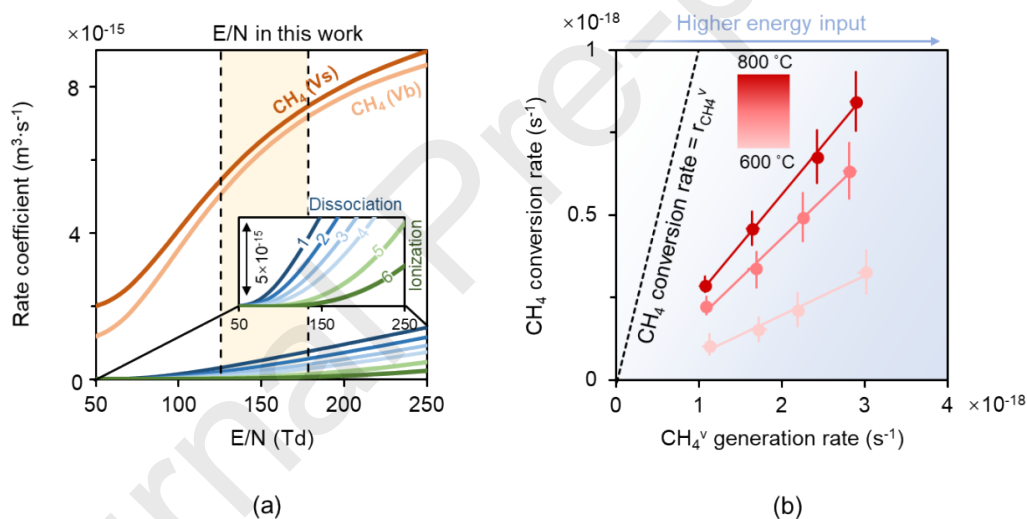 ×10⁻¹⁵
E/N in this work
8
4
0
Rate coefficient (m³·s⁻¹)
CH₄ (Vs)
CH₄ (Vb)
Dissociation
Ionization
5×10⁻¹⁵
1
2
3
4
5
6
50
150
250
50
100
150
200
250
E/N (Td)
(a)
×10⁻¹⁸
Higher energy input
1
0.5
0
CH₄ conversion rate (s⁻¹)
CH₄ conversion rate = r_CH₄ᵛ
800 °C
600 °C
0
1
2
3
4
×10⁻¹⁸
CH₄ᵛ generation rate (s⁻¹)
(b)